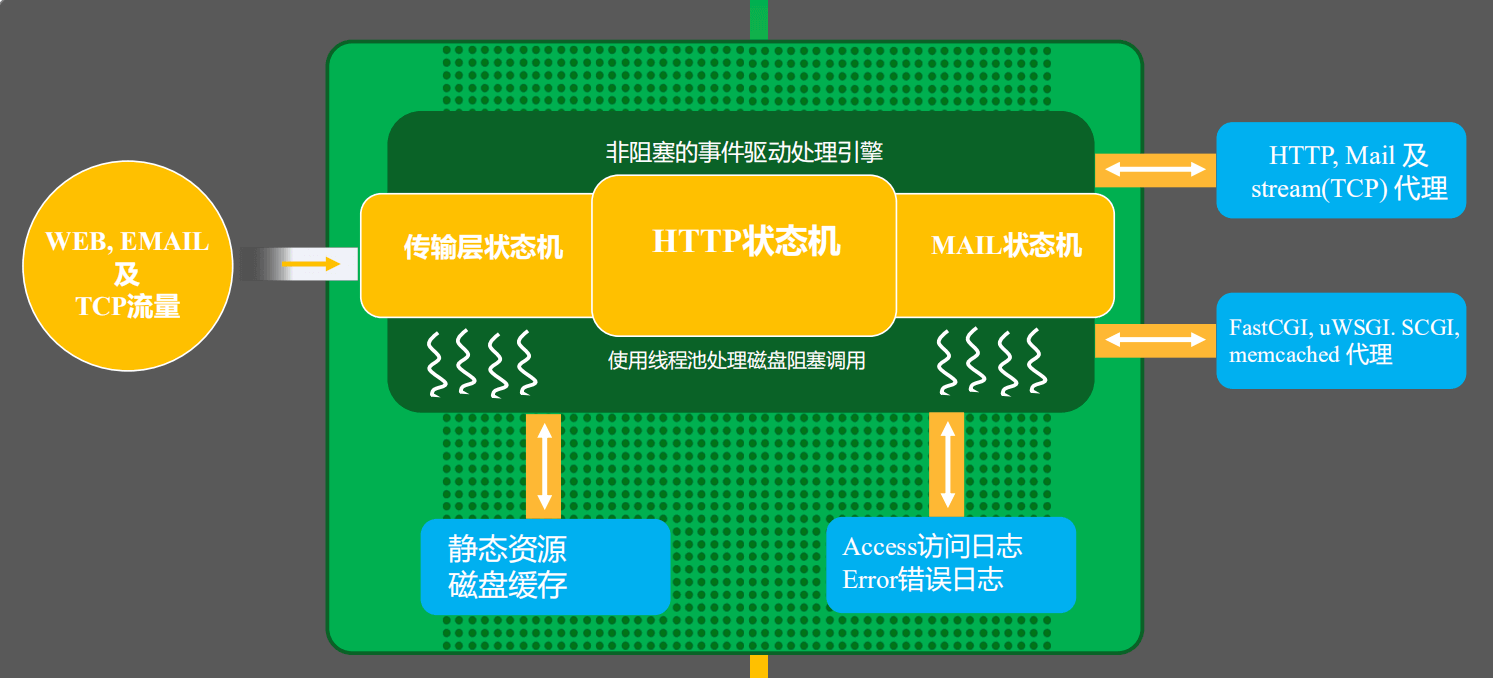 非阻塞的事件驱动处理引擎
WEB, EMAIL
及
TCP流量
传输层状态机
HTTP状态机
MAIL状态机
使用线程池处理磁盘阻塞调用
HTTP, Mail 及
stream(TCP) 代理
FastCGI, uWSGI. SCGI,
memcached 代理
静态资源
磁盘缓存
Access访问日志
Error错误日志